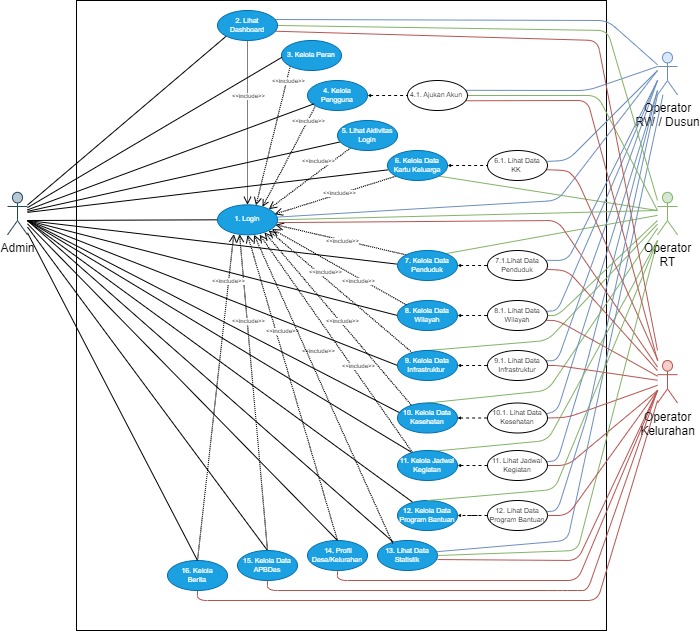 2. Lihat
Dashboard
3. Kelola Peran
<<Include>>
<<Include>>
4. Kelola
Pengguna
4.1. Ajukan Akun
Operator
RW / Dusun
<<Include>>
5. Lihat Aktivitas
Login
<<Include>>
6. Kelola Data
Kartu Keluarga
6.1. Lihat Data
KK
<<Include>>
Admin
1. Login
Operator
RT
<<Include>>
7. Kelola Data
Penduduk
7.1.Lihat Data
Penduduk
<<Include>>
<<Include>>
<<Include>>
8. Kelola Data
Wilayah
8.1. Lihat Data
Wilayah
<<Include>>
<<Include>>
<<Include>>
<<Include>>
<<Include>>
9. Kelola Data
Infrastruktur
9.1. Lihat Data
Infrastruktur
10. Kelola Data
Kesehatan
10.1. Lihat Data
Kesehatan
Operator
Kelurahan
11. Kelola Jadwal
Kegiatan
11. Lihat Jadwal
Kegiatan
12. Kelola Data
Program Bantuan
12. Lihat Data
Program Bantuan
13. Lihat Data
Statistik
14. Profil
Desa/Kelurahan
15. Kelola Data
APBDes
16. Kelola
Berita